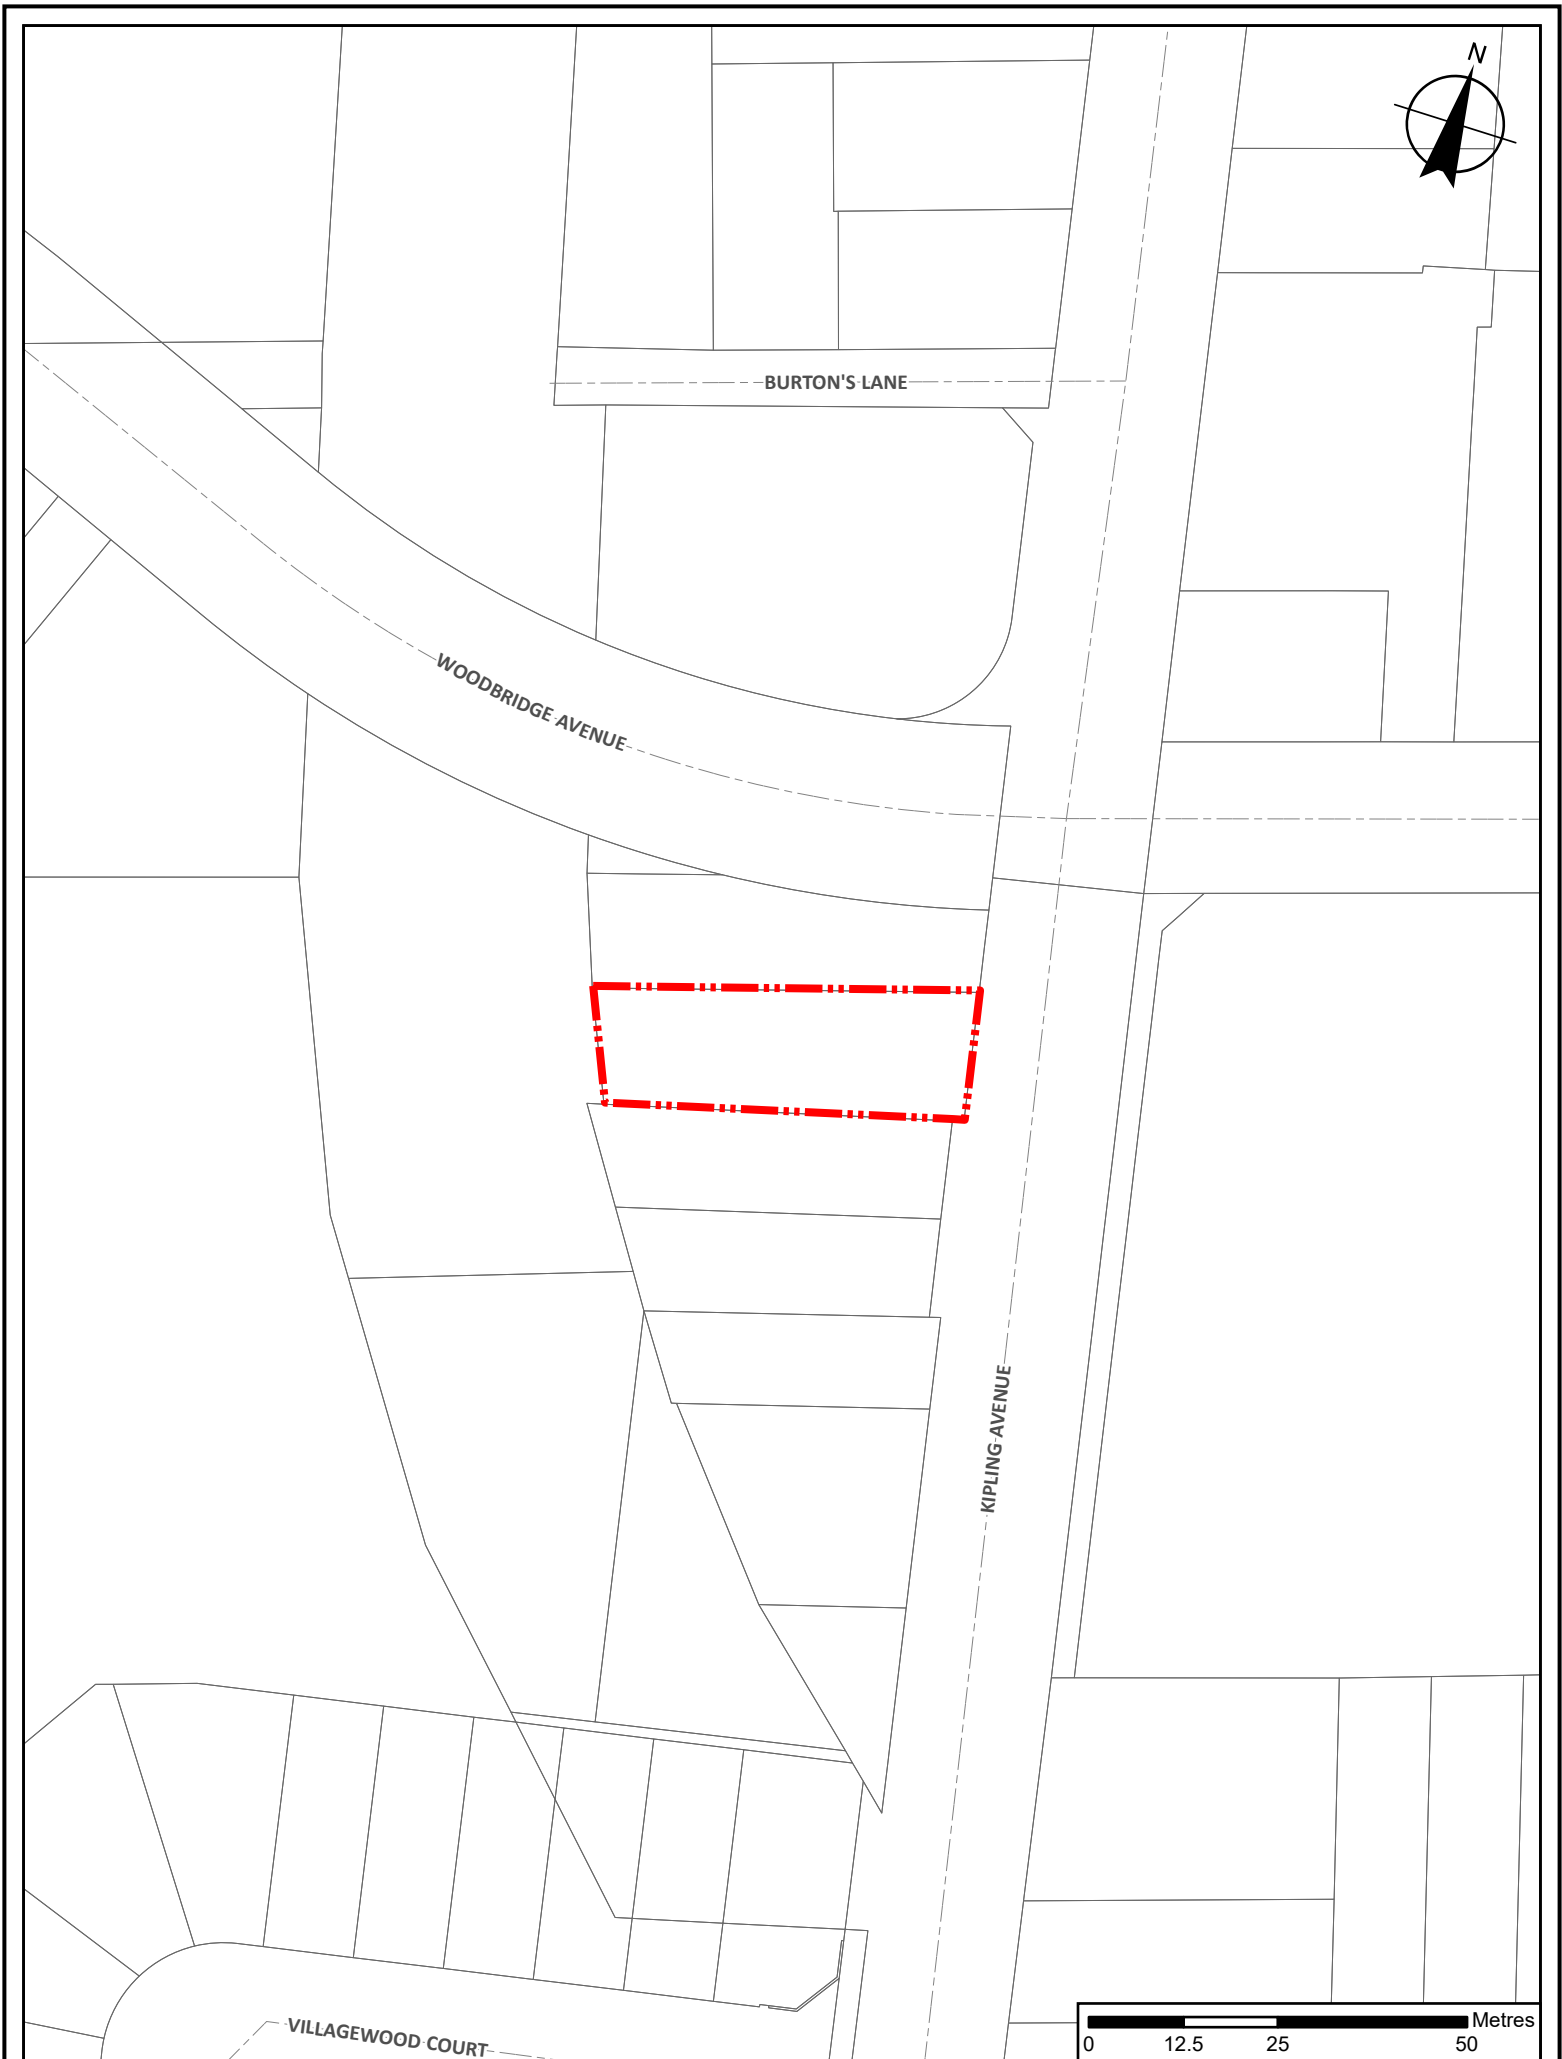 N
BURTON'S LANE
WOODBRIDGE AVENUE
KIPLING AVENUE
VILLAGEWOOD COURT
Metres
0 12.5 25 50